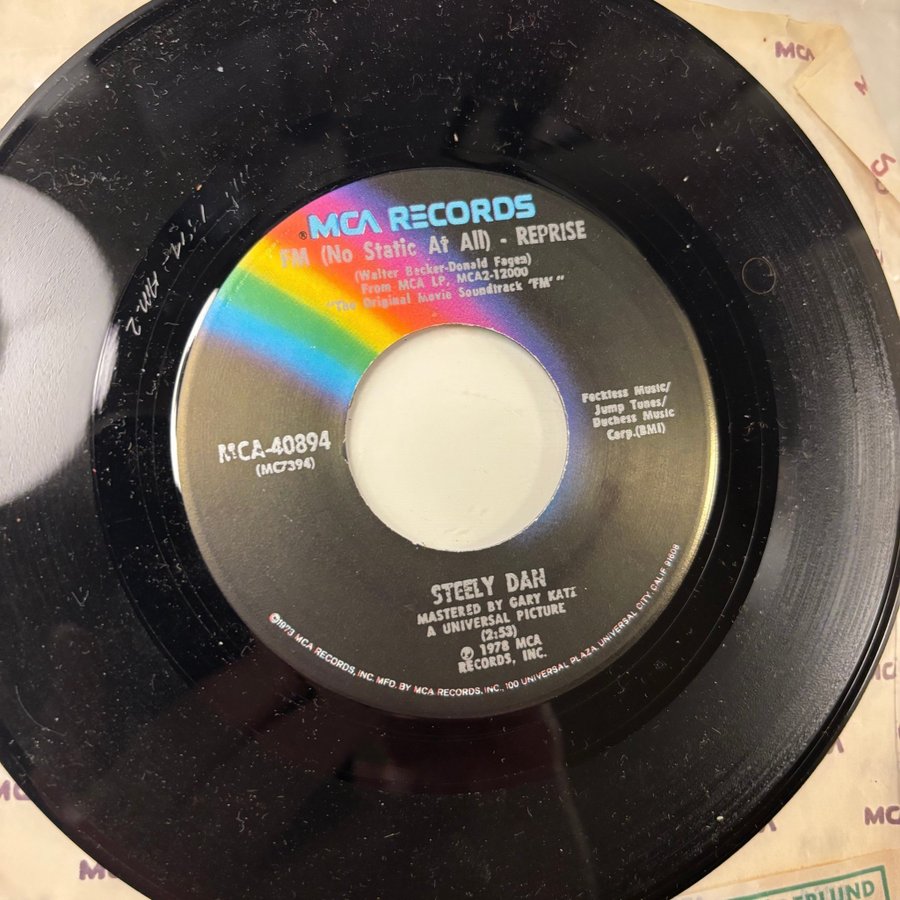 MCA RECORDS
®
FM (No Static At All) - REPRISE
(Walter Becker-Donald Fagen)
From MCA LP, MCA2-12000
"The Original Movie Soundtrack "FM" "
Feckless Music/
Jump Tunes/
Duchess Music
Corp.(BMI)
MCA-40894
(MC7394)
STEELY DAN
MASTERED BY GARY KATZ
A UNIVERSAL PICTURE
(2:53)
℗ 1978 MCA
RECORDS, INC.
©1973 MCA RECORDS, INC. MFD. BY MCA RECORDS, INC., 100 UNIVERSAL PLAZA, UNIVERSAL CITY, CALIF. 91608
MCA
MCA